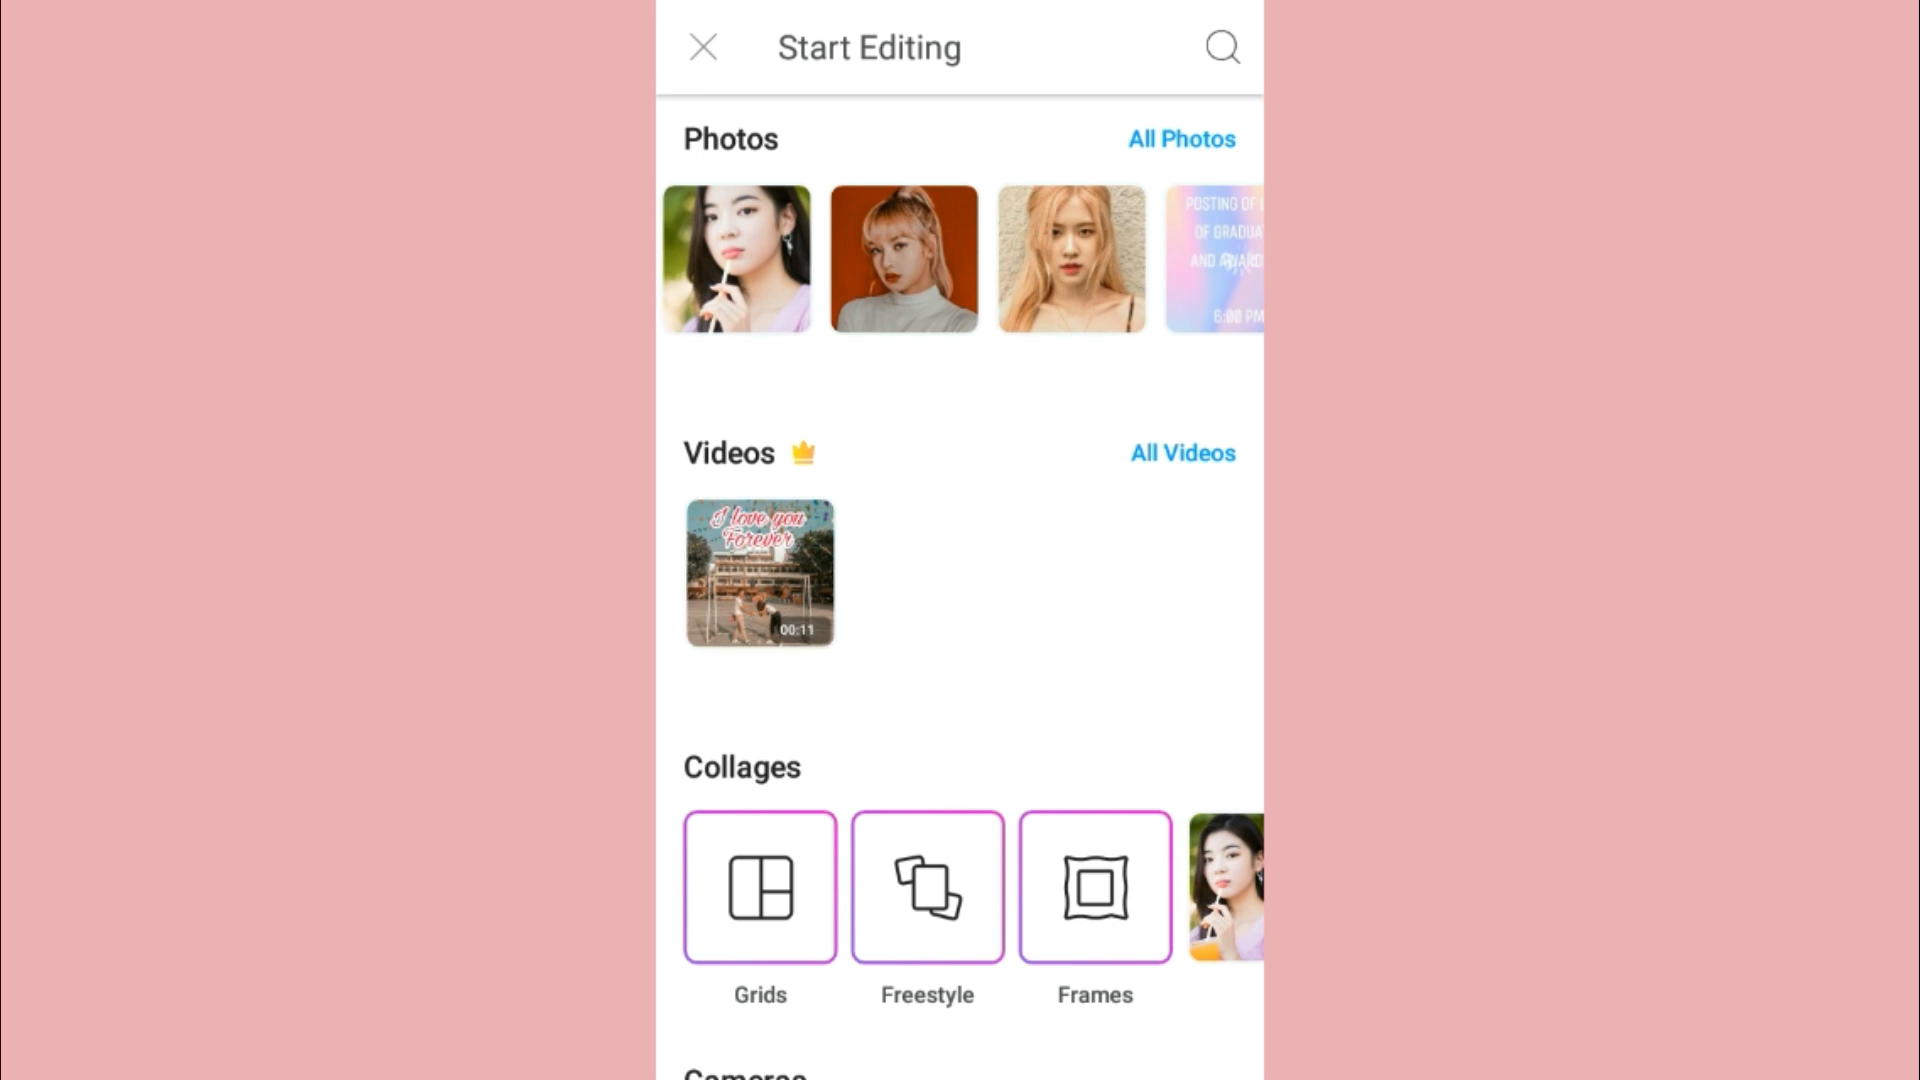 Start Editing
Photos
All Photos
POSTING OF
OF GRADUA
AND AWARD
6:00 PM
Videos
All Videos
I love you
Forever
00:11
Collages
Grids
Freestyle
Frames
Cameras